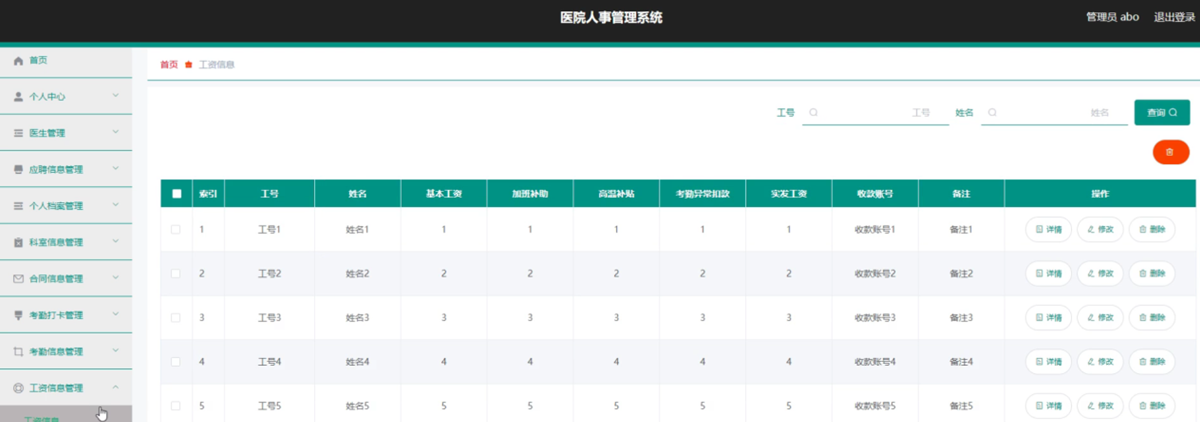 医院人事管理系统
管理员 abo 退出登录
首页
个人中心
医生管理
应聘信息管理
个人档案管理
科室信息管理
合同信息管理
考勤打卡管理
考勤信息管理
工资信息管理
工资信息
首页 工资信息
工号 工号 姓名 姓名 查询
索引 工号 姓名 基本工资 加班补助 高温补贴 考勤异常扣款 实发工资 收款账号 备注 操作
1 工号1 姓名1 1 1 1 1 1 收款账号1 备注1 详情 修改 删除
2 工号2 姓名2 2 2 2 2 2 收款账号2 备注2 详情 修改 删除
3 工号3 姓名3 3 3 3 3 3 收款账号3 备注3 详情 修改 删除
4 工号4 姓名4 4 4 4 4 4 收款账号4 备注4 详情 修改 删除
5 工号5 姓名5 5 5 5 5 5 收款账号5 备注5 详情 修改 删除